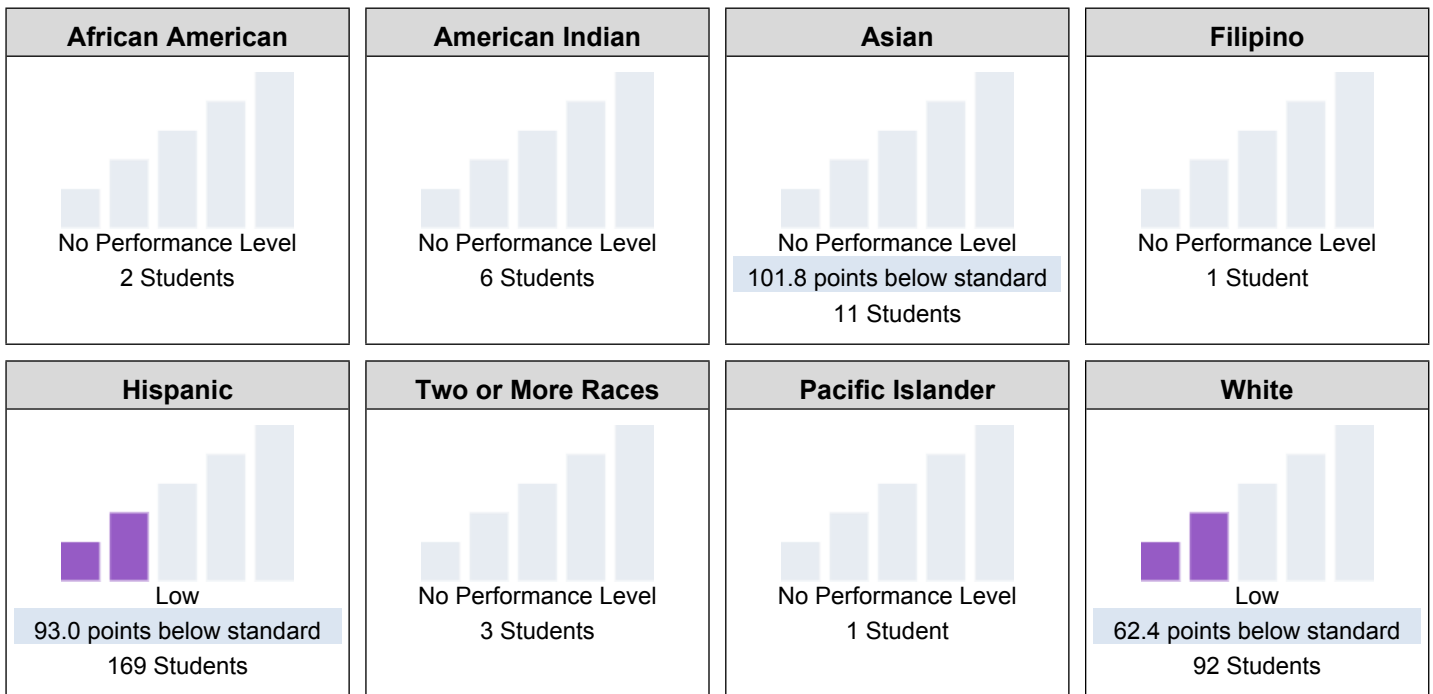 African American
No Performance Level
2 Students
American Indian
No Performance Level
6 Students
Asian
No Performance Level
101.8 points below standard
11 Students
Filipino
No Performance Level
1 Student
Hispanic
Low
93.0 points below standard
169 Students
Two or More Races
No Performance Level
3 Students
Pacific Islander
No Performance Level
1 Student
White
Low
62.4 points below standard
92 Students